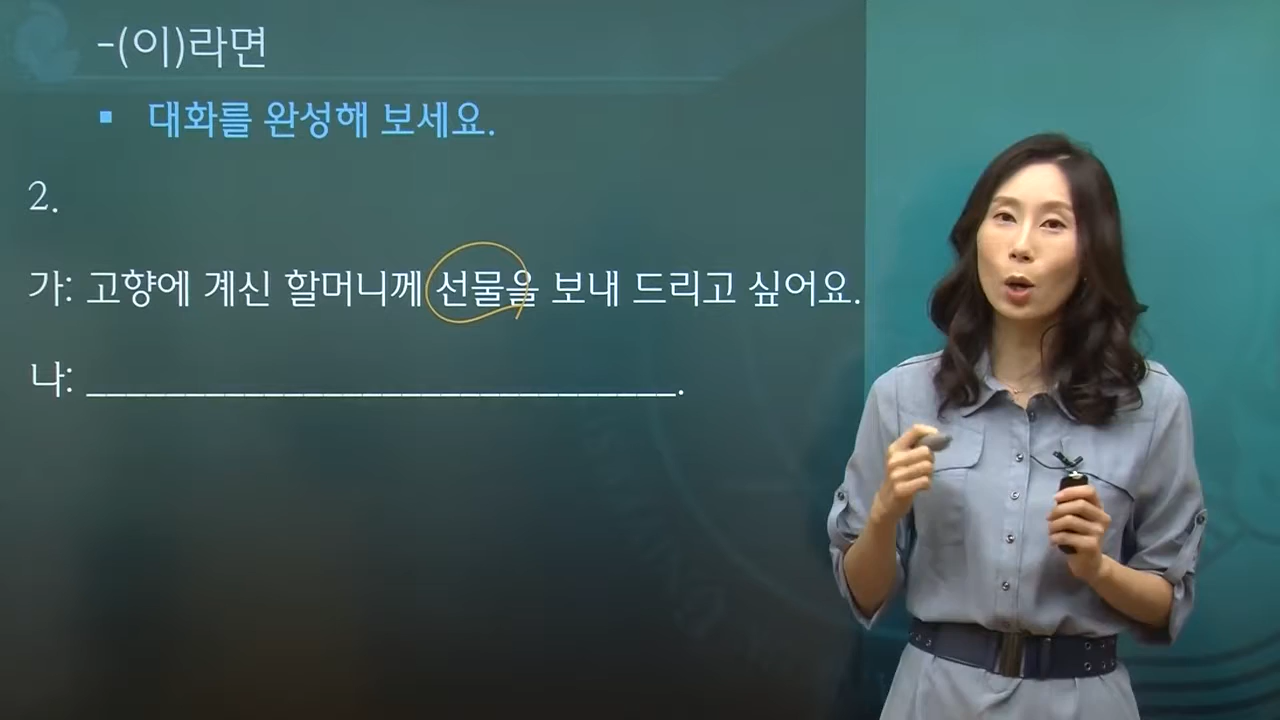 -(이)라면
▪ 대화를 완성해 보세요.
2.
가: 고향에 계신 할머니께 선물을 보내 드리고 싶어요.
나: ______________________________.